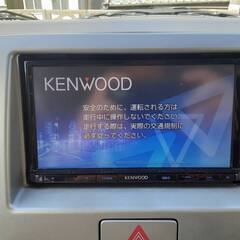 KENWOOD
安全のために、運転される方は
走行中に操作しないでください。
走行する際は、実際の交通規制に
必ず従ってください。
KENWOOD